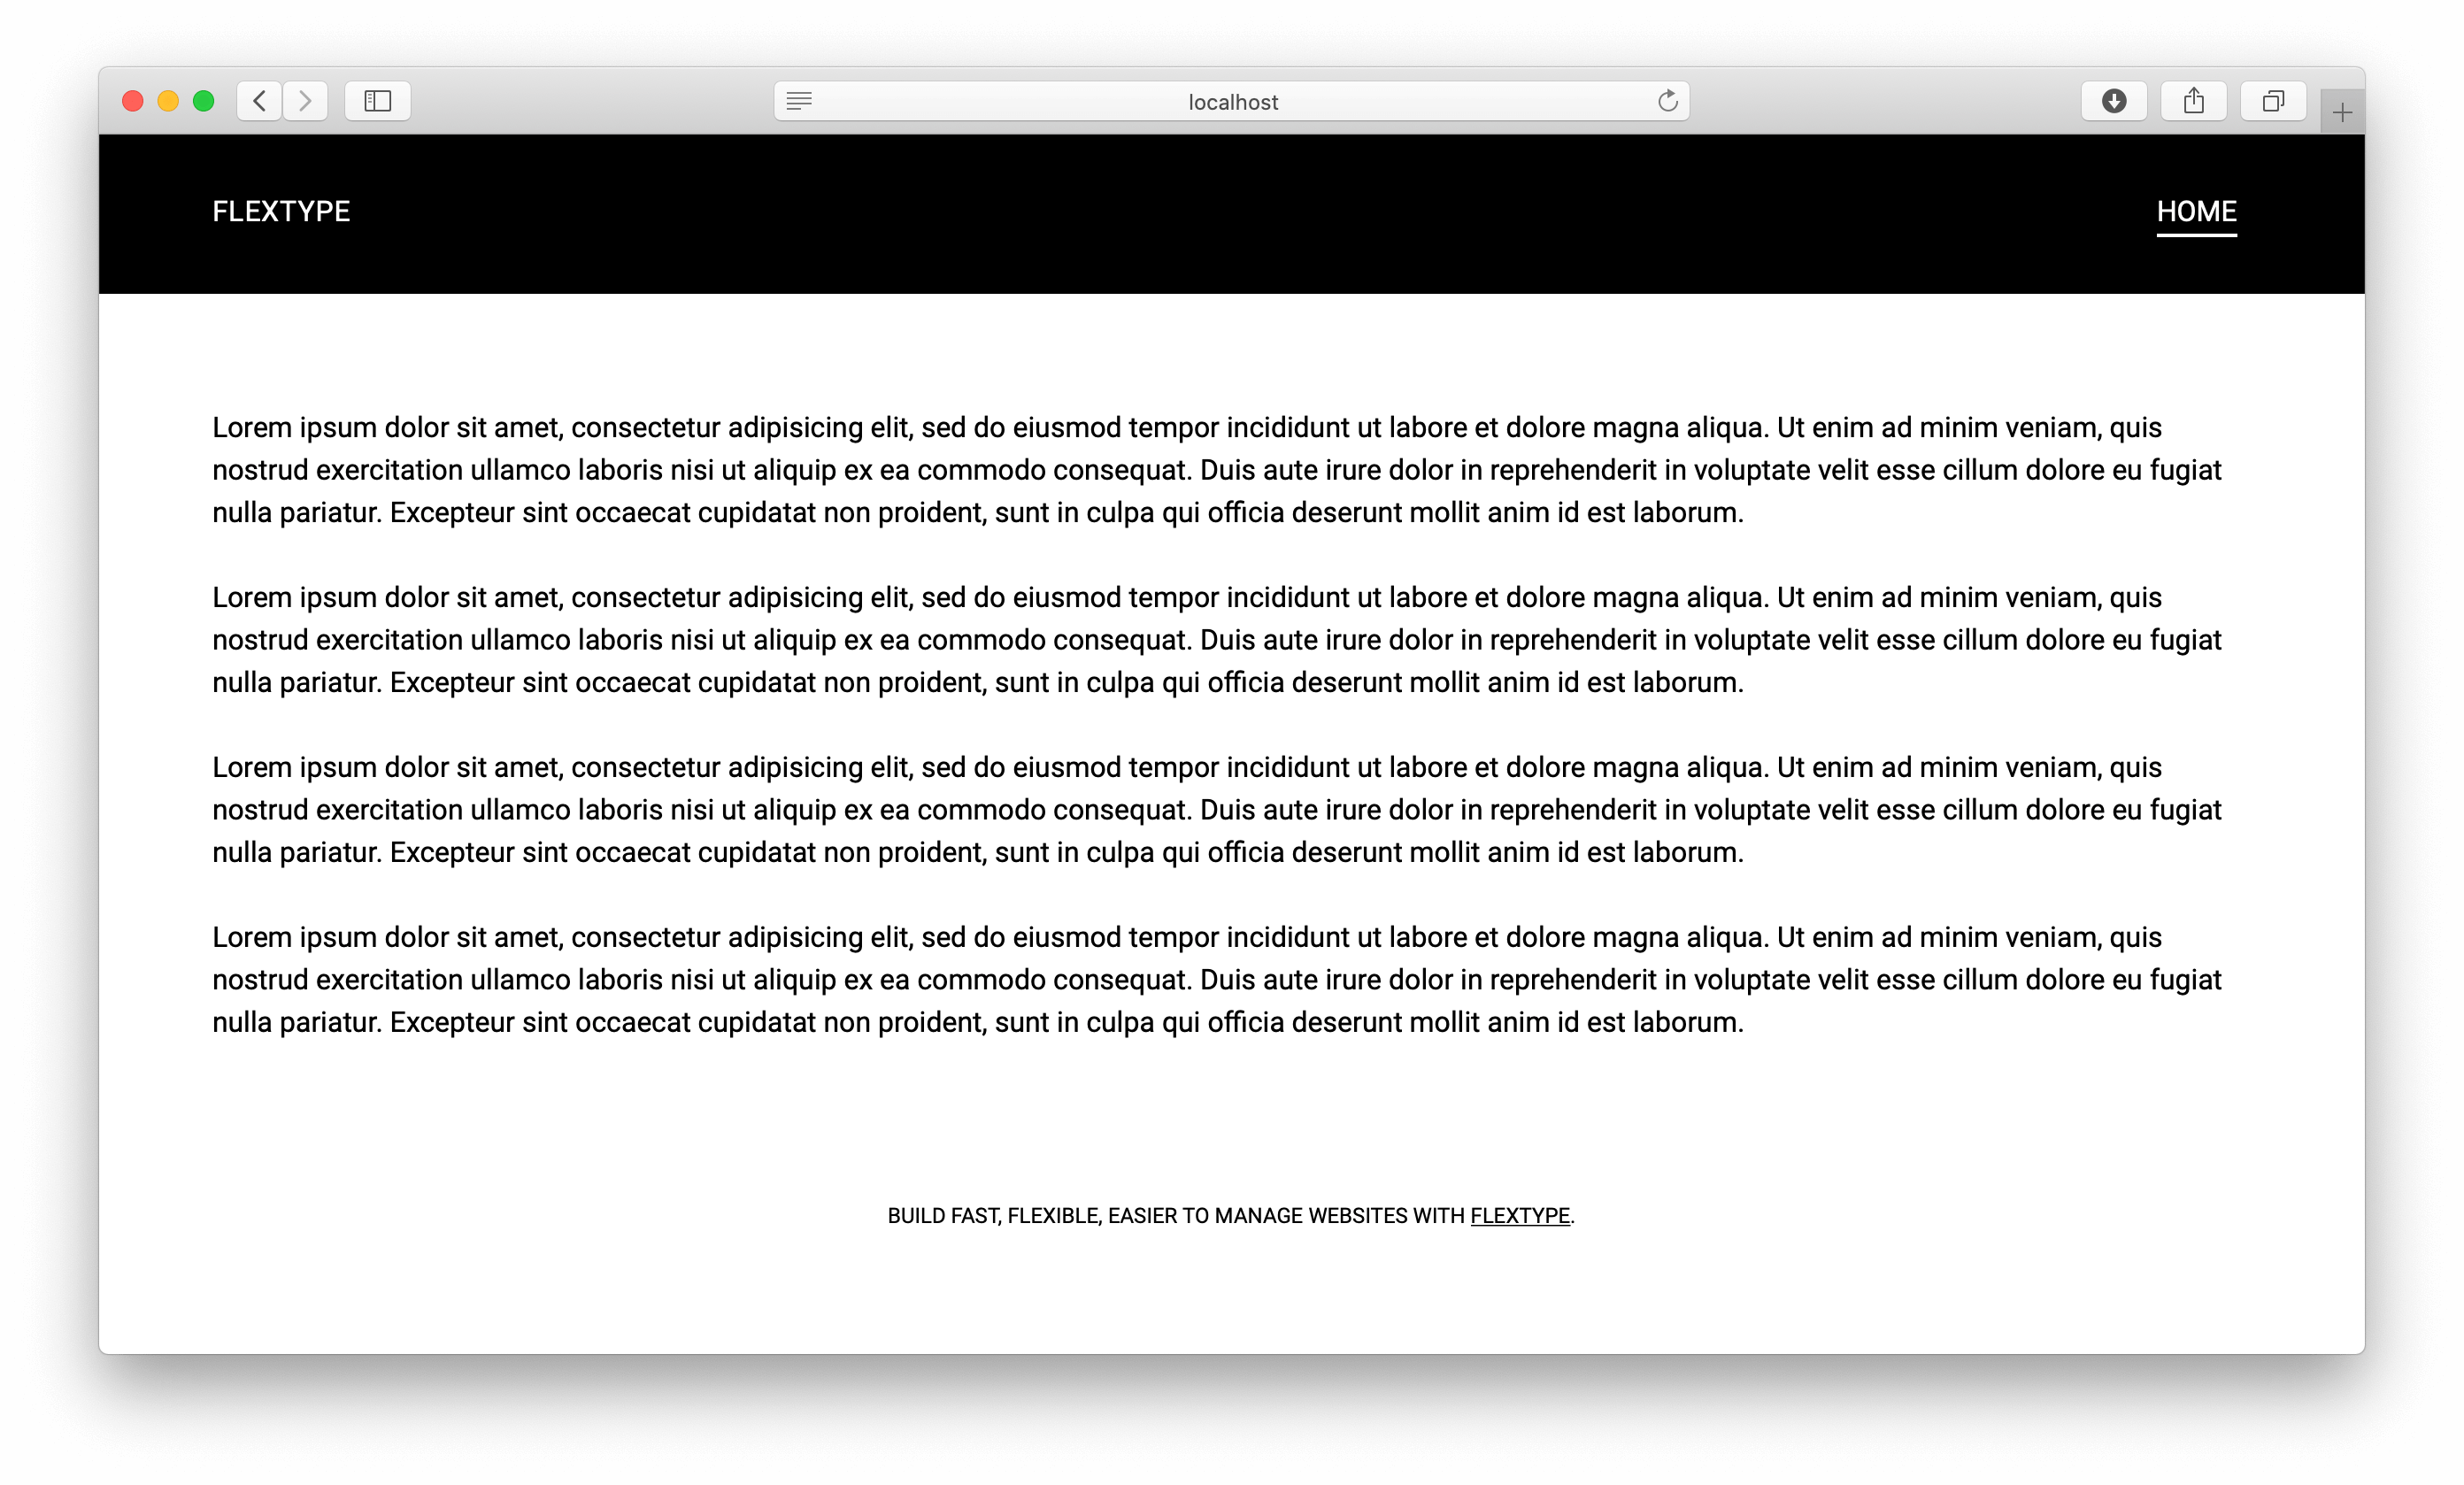 localhost
FLEXTYPE
HOME
Lorem ipsum dolor sit amet, consectetur adipisicing elit, sed do eiusmod tempor incididunt ut labore et dolore magna aliqua. Ut enim ad minim veniam, quis
nostrud exercitation ullamco laboris nisi ut aliquip ex ea commodo consequat. Duis aute irure dolor in reprehenderit in voluptate velit esse cillum dolore eu fugiat
nulla pariatur. Excepteur sint occaecat cupidatat non proident, sunt in culpa qui officia deserunt mollit anim id est laborum.
Lorem ipsum dolor sit amet, consectetur adipisicing elit, sed do eiusmod tempor incididunt ut labore et dolore magna aliqua. Ut enim ad minim veniam, quis
nostrud exercitation ullamco laboris nisi ut aliquip ex ea commodo consequat. Duis aute irure dolor in reprehenderit in voluptate velit esse cillum dolore eu fugiat
nulla pariatur. Excepteur sint occaecat cupidatat non proident, sunt in culpa qui officia deserunt mollit anim id est laborum.
Lorem ipsum dolor sit amet, consectetur adipisicing elit, sed do eiusmod tempor incididunt ut labore et dolore magna aliqua. Ut enim ad minim veniam, quis
nostrud exercitation ullamco laboris nisi ut aliquip ex ea commodo consequat. Duis aute irure dolor in reprehenderit in voluptate velit esse cillum dolore eu fugiat
nulla pariatur. Excepteur sint occaecat cupidatat non proident, sunt in culpa qui officia deserunt mollit anim id est laborum.
Lorem ipsum dolor sit amet, consectetur adipisicing elit, sed do eiusmod tempor incididunt ut labore et dolore magna aliqua. Ut enim ad minim veniam, quis
nostrud exercitation ullamco laboris nisi ut aliquip ex ea commodo consequat. Duis aute irure dolor in reprehenderit in voluptate velit esse cillum dolore eu fugiat
nulla pariatur. Excepteur sint occaecat cupidatat non proident, sunt in culpa qui officia deserunt mollit anim id est laborum.
BUILD FAST, FLEXIBLE, EASIER TO MANAGE WEBSITES WITH FLEXTYPE.